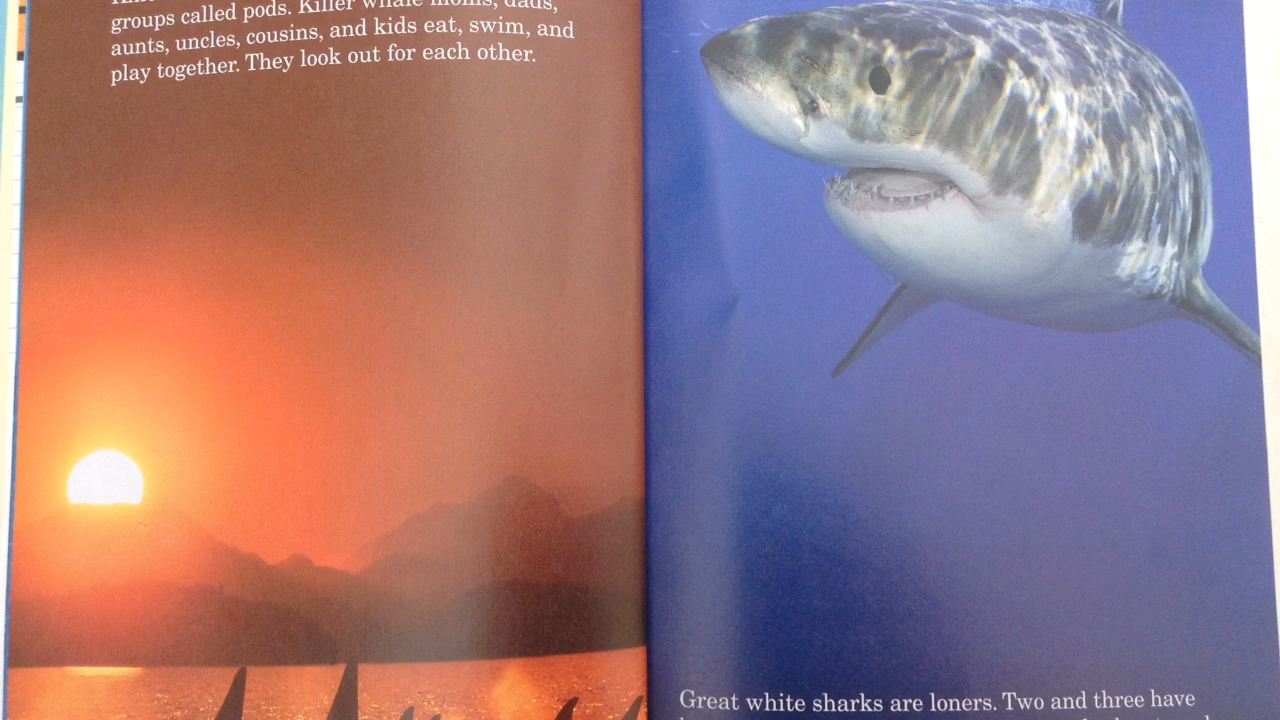 groups called pods. Killer whale moms, dads,
aunts, uncles, cousins, and kids eat, swim, and
play together. They look out for each other.
Great white sharks are loners. Two and three have